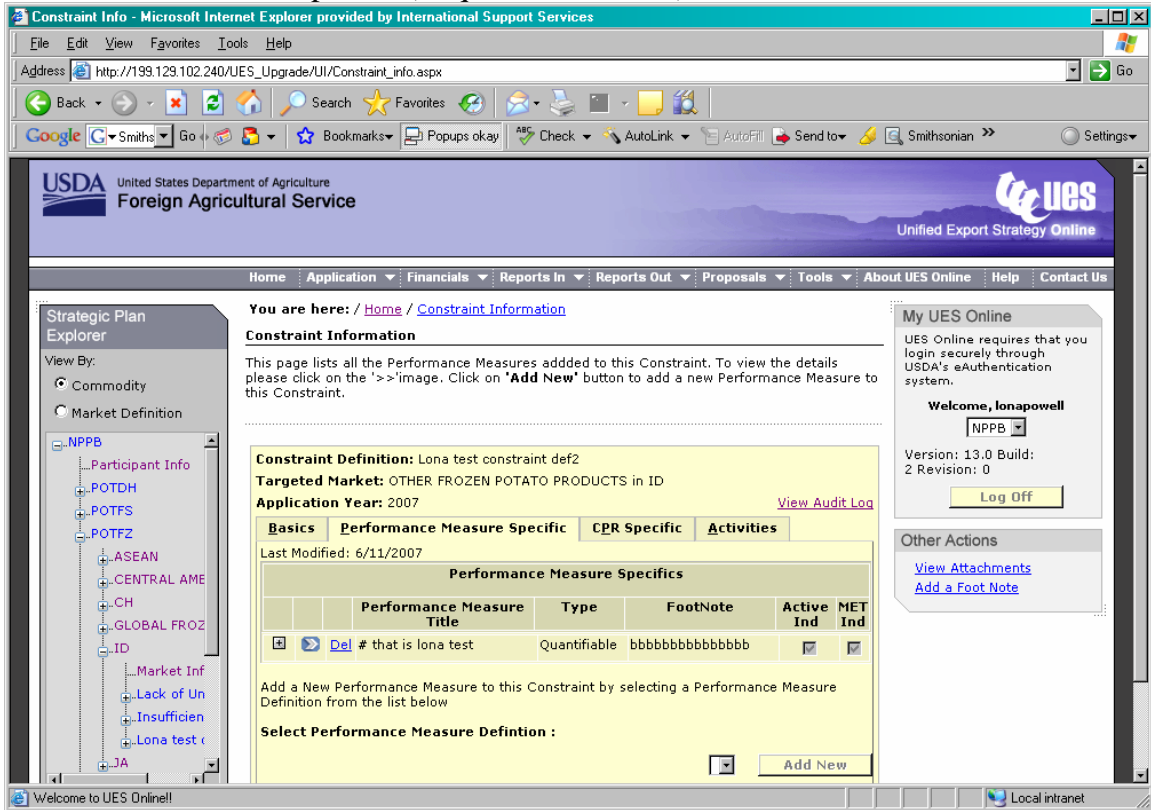 Constraint Info - Microsoft Internet Explorer provided by International Support Services
File Edit View Favorites Tools Help
Address http://199.129.102.240/UES_Upgrade/UI/Constraint_info.aspx Go
Back Search Favorites
Google G Smiths Go Bookmarks Popups okay ABC Check AutoLink AutoFill Send to Smithsonian » Settings
USDA United States Department of Agriculture
Foreign Agricultural Service
ues
Unified Export Strategy Online
Home Application Financials Reports In Reports Out Proposals Tools About UES Online Help Contact Us
Strategic Plan
Explorer
View By:
Commodity
Market Definition
NPPB
Participant Info
POTDH
POTFS
POTFZ
ASEAN
CENTRAL AME
CH
GLOBAL FROZ
ID
Market Inf
Lack of Un
Insufficien
Lona test
JA
You are here: / Home / Constraint Information
Constraint Information
This page lists all the Performance Measures addded to this Constraint. To view the details
please click on the '>>'image. Click on 'Add New' button to add a new Performance Measure to
this Constraint.
Constraint Definition: Lona test constraint def2
Targeted Market: OTHER FROZEN POTATO PRODUCTS in ID
Application Year: 2007 View Audit Log
Basics Performance Measure Specific CPR Specific Activities
Last Modified: 6/11/2007
Performance Measure Specifics
Performance Measure Title Type FootNote Active Ind MET Ind
Del # that is lona test Quantifiable bbbbbbbbbbbbbbb
Add a New Performance Measure to this Constraint by selecting a Performance Measure
Definition from the list below
Select Performance Measure Defintion :
Add New
My UES Online
UES Online requires that you
login securely through
USDA's eAuthentication
system.
Welcome, lonapowell
NPPB
Version: 13.0 Build:
2 Revision: 0
Log Off
Other Actions
View Attachments
Add a Foot Note
Welcome to UES Online!! Local intranet